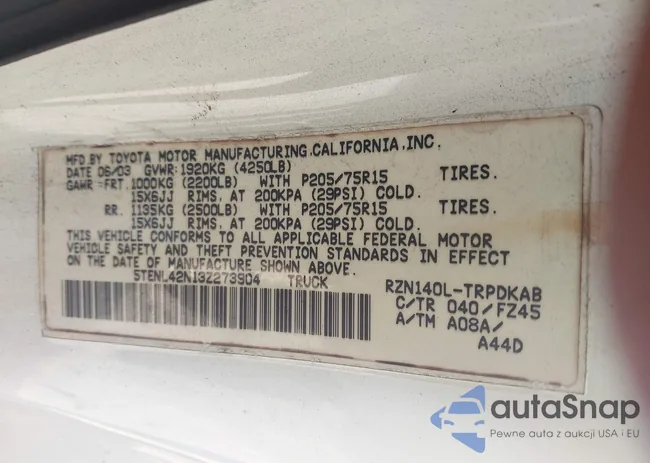 MFD.BY TOYOTA MOTOR MANUFACTURING.CALIFORNIA.INC.
DATE 06/03 GVWR:1920KG (4250LB)
GAWR=FRT.1000KG (2200LB) WITH P205/75R15 TIRES.
15X6JJ RIMS, AT 200KPA (29PSI) COLD.
RR. 1135KG (2500LB) WITH P205/75R15 TIRES.
15X6JJ RIMS, AT 200KPA (29PSI) COLD.
THIS VEHICLE CONFORMS TO ALL APPLICABLE FEDERAL MOTOR
VEHICLE SAFETY AND THEFT PREVENTION STANDARDS IN EFFECT
ON THE DATE OF MANUFACTURE SHOWN ABOVE.
5TENL42N13Z273904 TRUCK
RZN140L-TRPDKAB
C/TR 040/FZ45
A/TM A08A/
A44D
autaSnap
Pewne auta z aukcji USA i EU